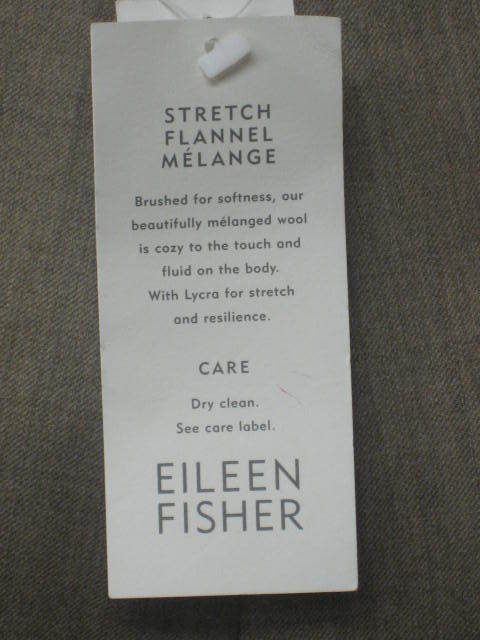 STRETCH
FLANNEL
MÉLANGE
Brushed for softness, our
beautifully mélanged wool
is cozy to the touch and
fluid on the body.
With Lycra for stretch
and resilience.
CARE
Dry clean.
See care label.
EILEEN
FISHER